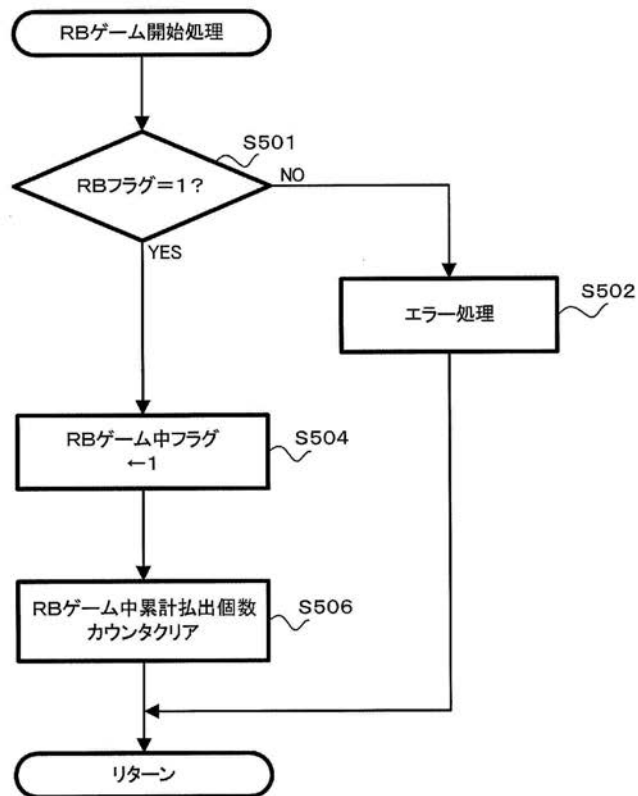 RBゲーム開始処理
S501
RBフラグ=1?
NO
YES
S502
エラー処理
RBゲーム中フラグ
←1
S504
RBゲーム中累計払出個数
カウンタクリア
S506
リターン